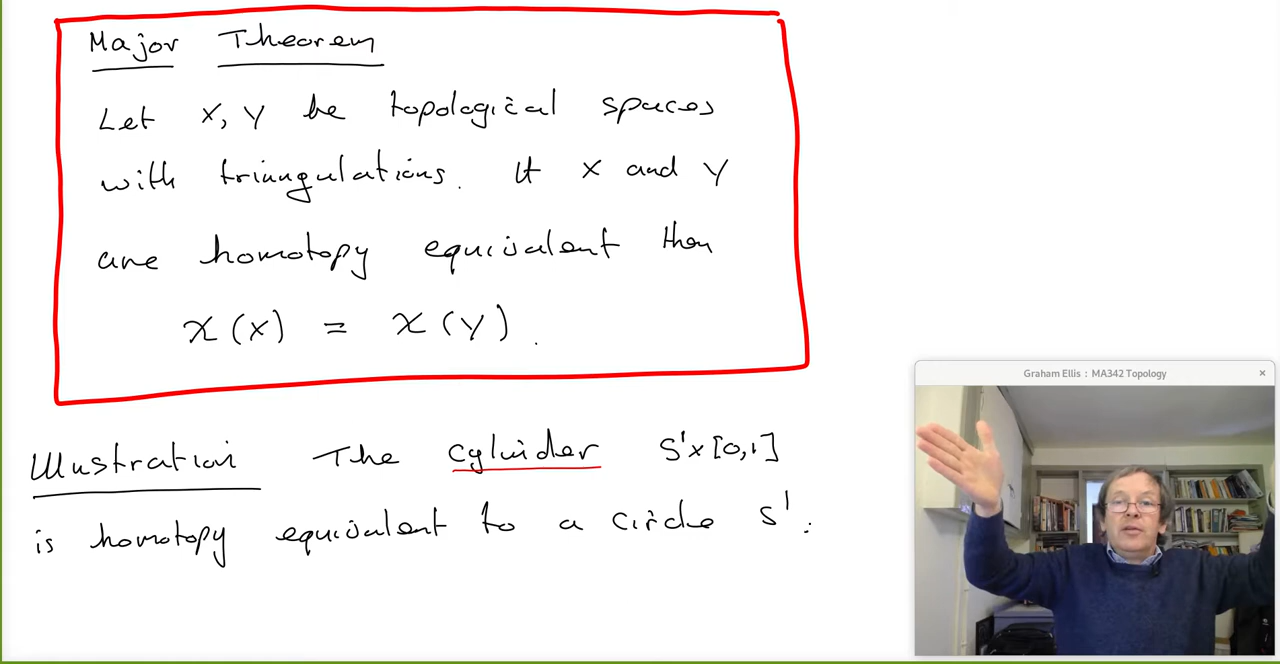 Major Theorem
Let X, Y be topological spaces
with triangulations. If X and Y
are homotopy equivalent then
χ(X) = χ(Y).
Graham Ellis : MA342 Topology ×
Illustration The cylinder S¹×[0,1]
is homotopy equivalent to a circle S¹: